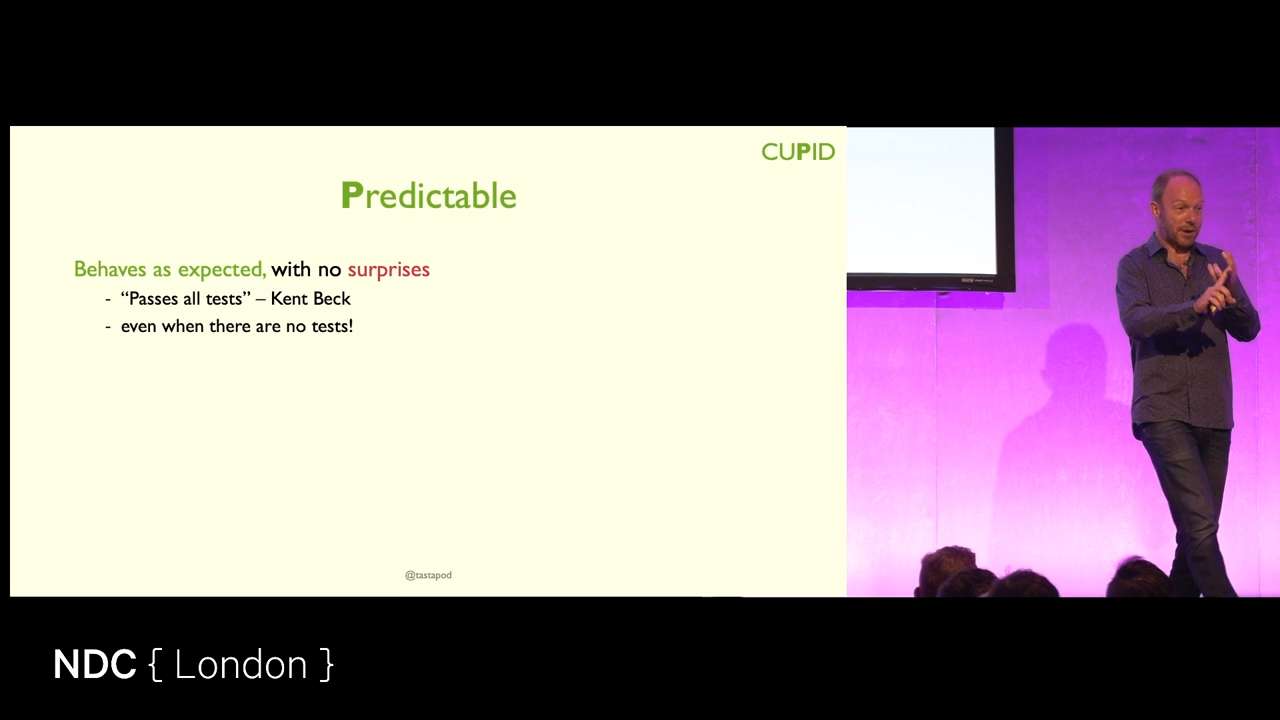 CUPID
Predictable
Behaves as expected, with no surprises
- “Passes all tests” – Kent Beck
- even when there are no tests!
@tastapod
NDC { London }